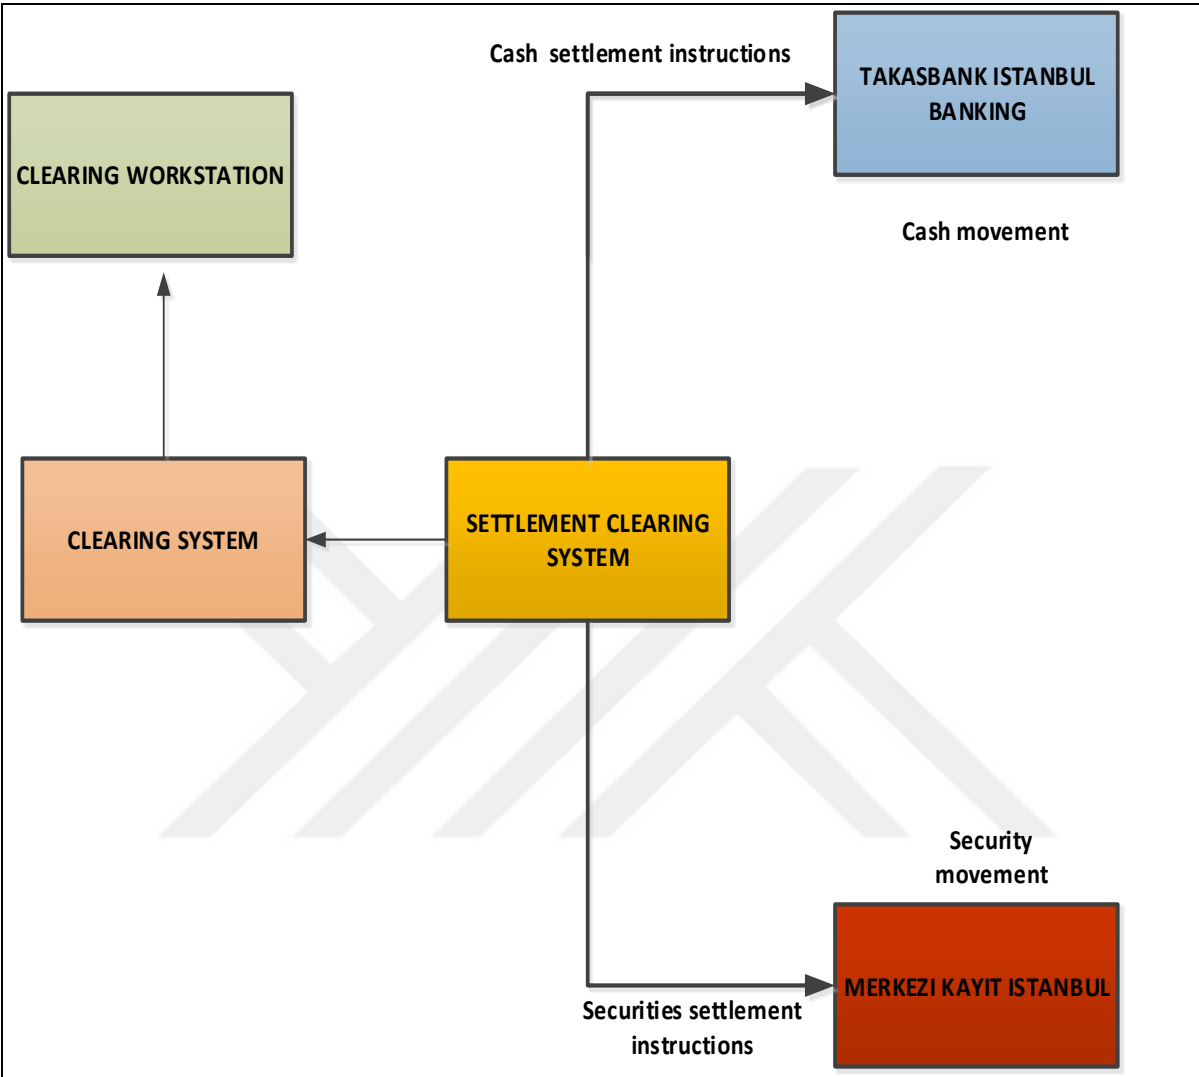 Cash settlement instructions
TAKASBANK ISTANBUL
BANKING
CLEARING WORKSTATION
Cash movement
CLEARING SYSTEM
SETTLEMENT CLEARING
SYSTEM
Security
movement
MERKEZI KAYIT ISTANBUL
Securities settlement
instructions